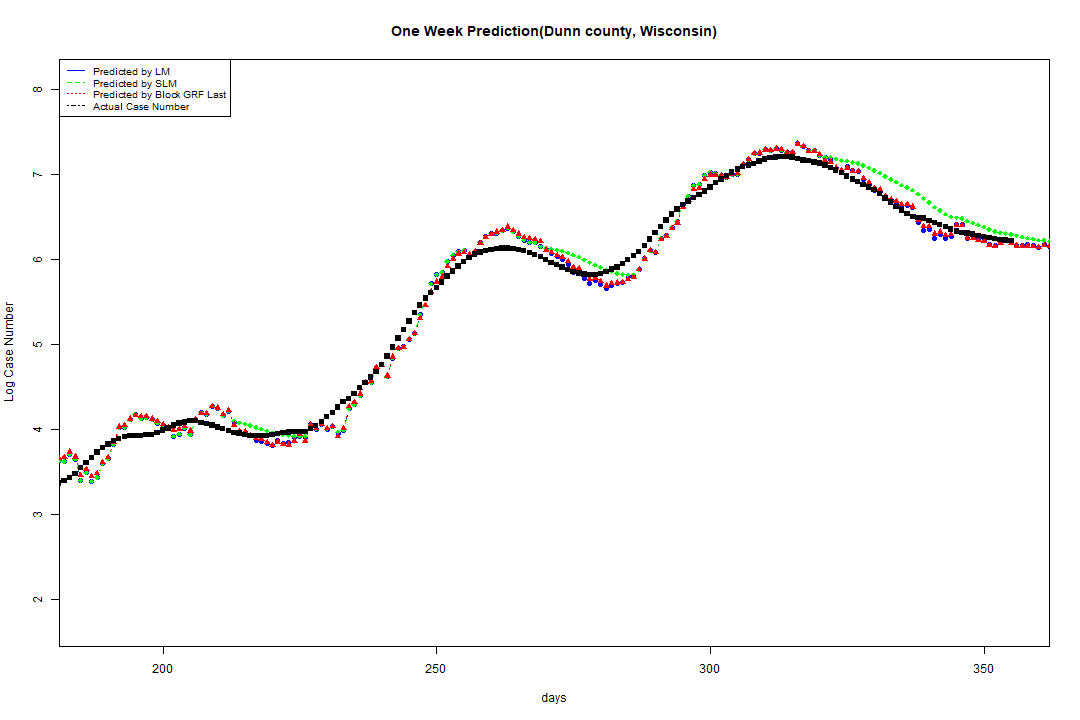 One Week Prediction(Dunn county, Wisconsin)
Predicted by LM
Predicted by SLM
Predicted by Block GRF Last
Actual Case Number
8
7
6
5
4
3
2
Log Case Number
200
250
300
350
days